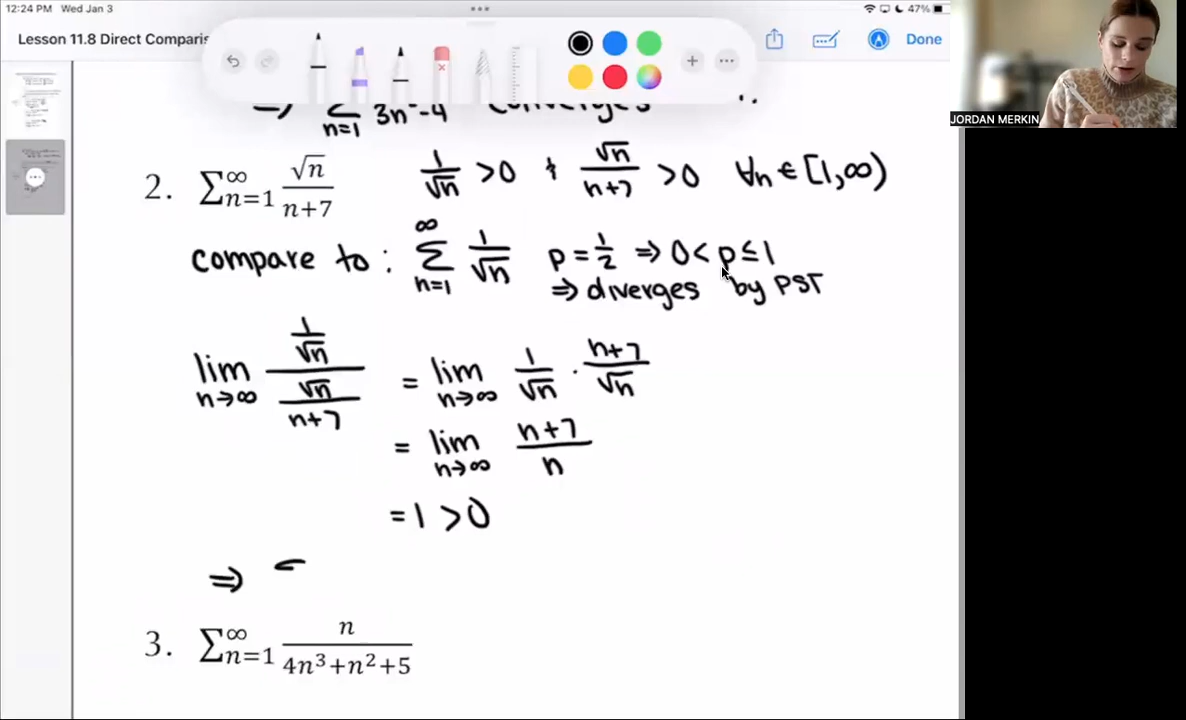 12:24 PM Wed Jan 3
47%
Lesson 11.8 Direct Comparis
Done
JORDAN MERKIN
⇒ ∑ n=1 3n²-4 converges
2. ∑∞n=1 √n/n+7 1/√n >0 & √n/n+7 >0 ∀n ∈ [1,∞)
compare to: ∞∑n=1 1/√n p = 1/2 ⇒ 0 < p ≤ 1
⇒ diverges by PST
lim n→∞ (1/√n)/(√n/n+7) = lim n→∞ 1/√n · n+7/√n
= lim n→∞ n+7/n
= 1 > 0
⇒
3. ∑∞n=1 n/4n³+n²+5